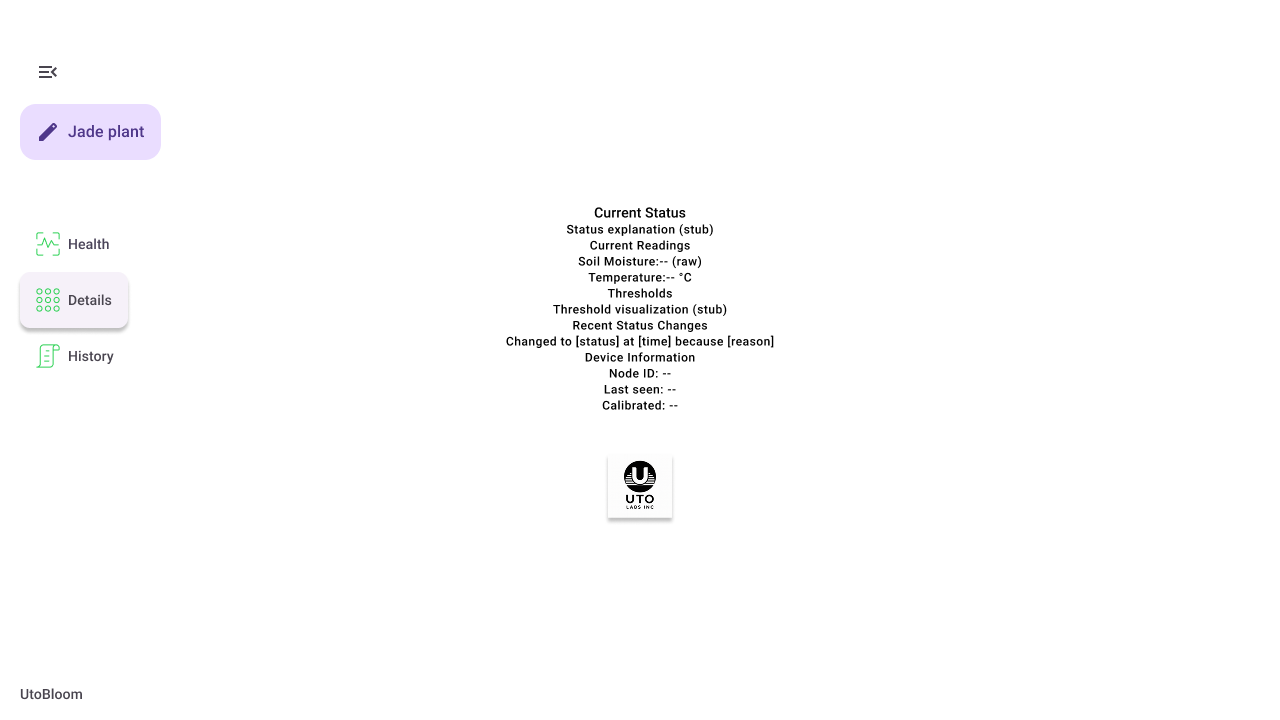 Jade plant
Health
Details
History
Current Status
Status explanation (stub)
Current Readings
Soil Moisture:-- (raw)
Temperature:-- °C
Thresholds
Threshold visualization (stub)
Recent Status Changes
Changed to [status] at [time] because [reason]
Device Information
Node ID: --
Last seen: --
Calibrated: --
U
UTO
LABS INC
UtoBloom